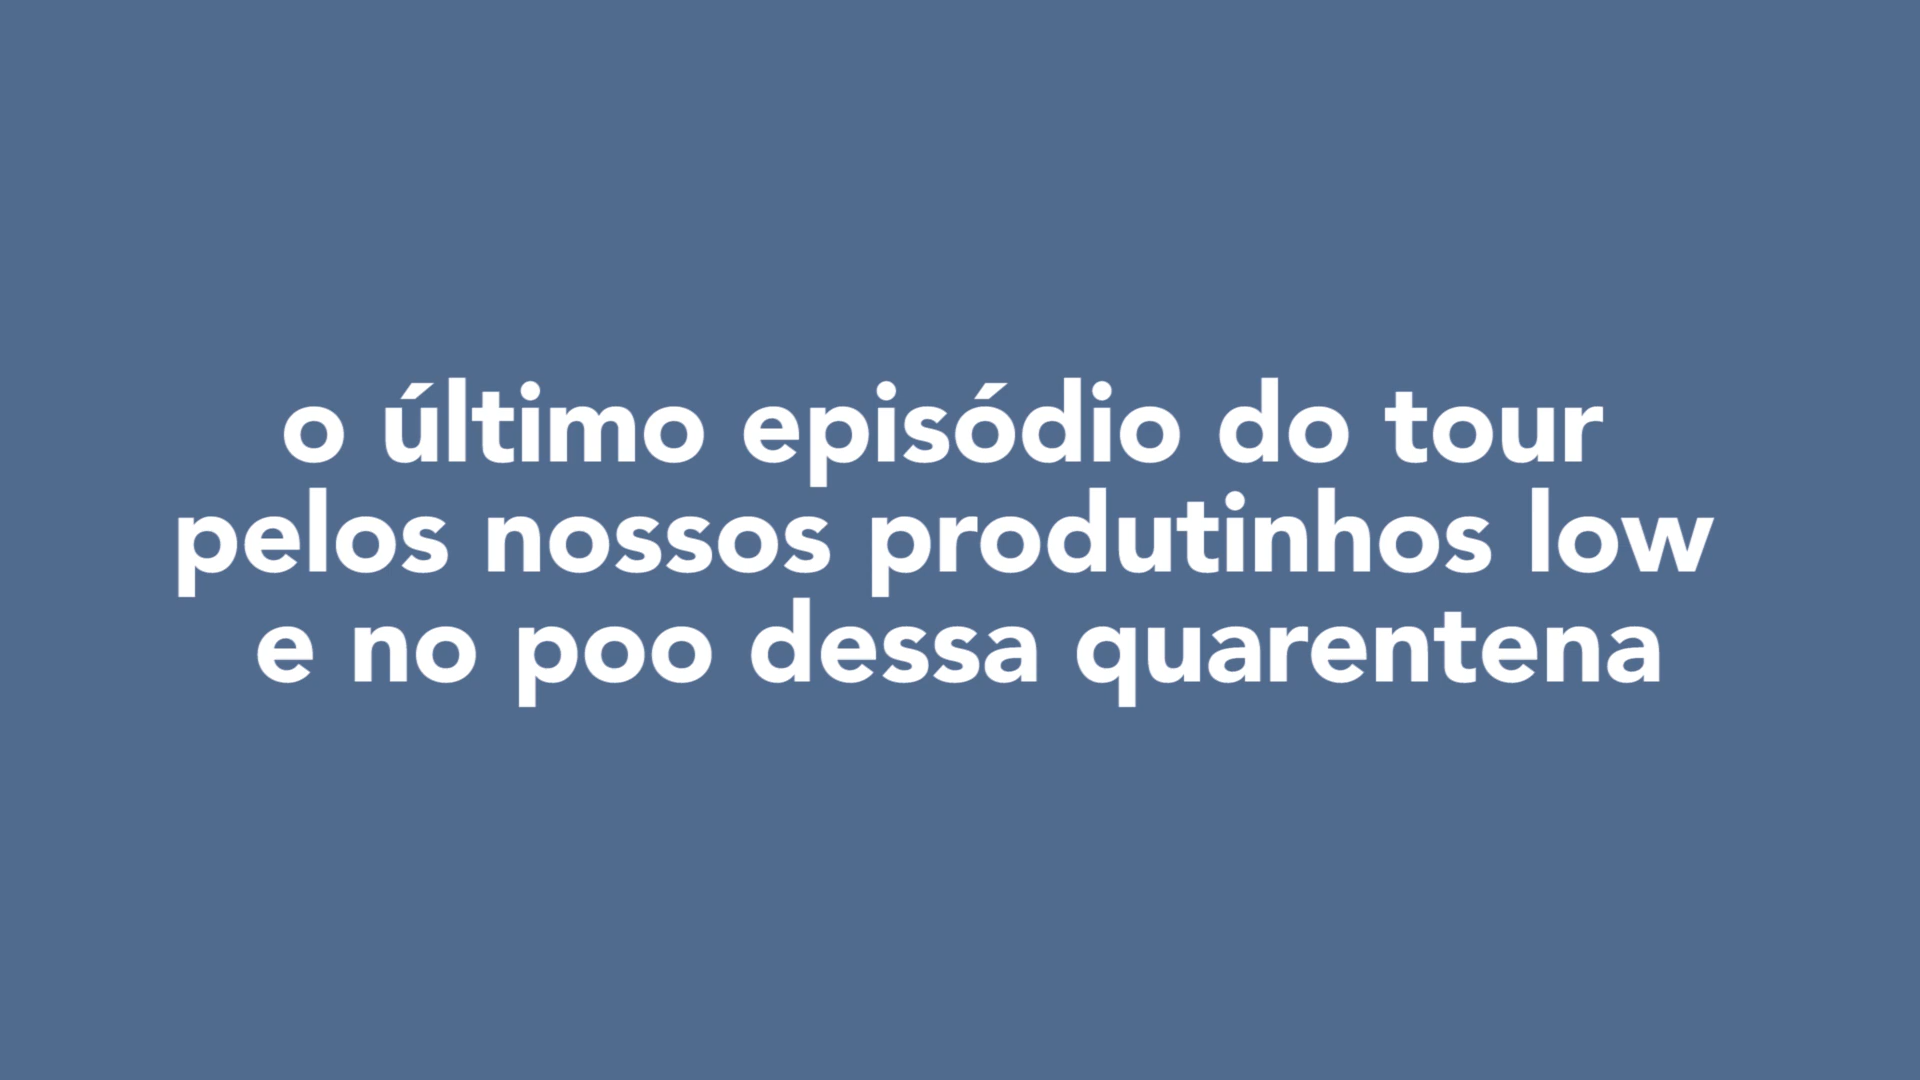 o último episódio do tour
pelos nossos produtinhos low
e no poo dessa quarentena